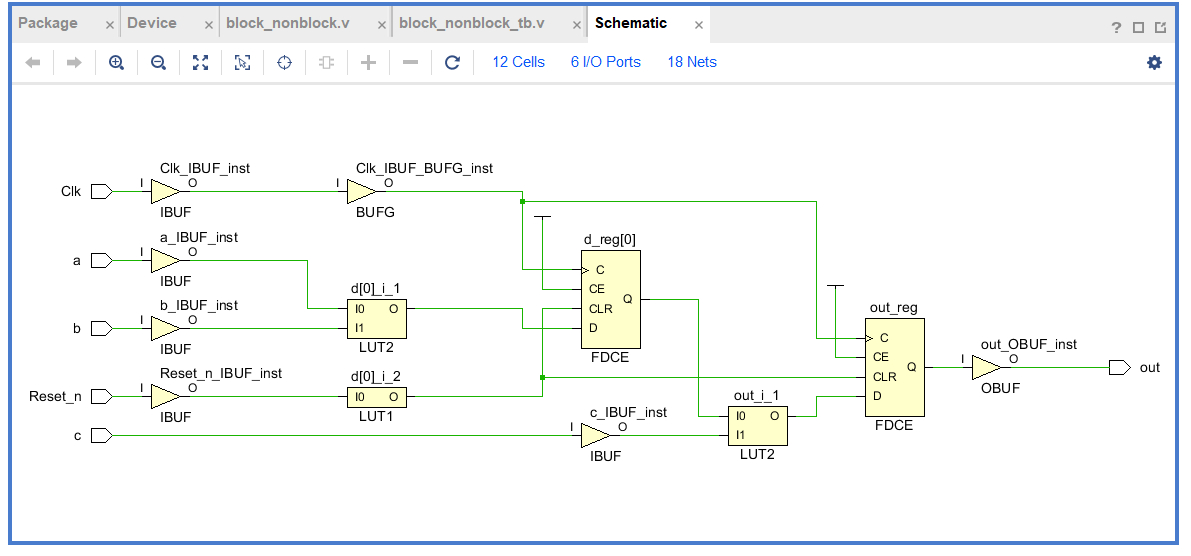 Package × Device × block_nonblock.v × block_nonblock_tb.v × Schematic × ?
12 Cells 6 I/O Ports 18 Nets
Clk_IBUF_inst
Clk I O
IBUF
Clk_IBUF_BUFG_inst
I O
BUFG
a_IBUF_inst
a I O
IBUF
b_IBUF_inst
b I O
IBUF
d[0]_i_1
I0 O
I1
LUT2
Reset_n_IBUF_inst
Reset_n I O
IBUF
d[0]_i_2
I0 O
LUT1
d_reg[0]
C
CE
CLR
D
Q
FDCE
c
c_IBUF_inst
I O
IBUF
out_i_1
I0 O
I1
LUT2
out_reg
C
CE
CLR
D
Q
FDCE
out_OBUF_inst
I O
OBUF
out